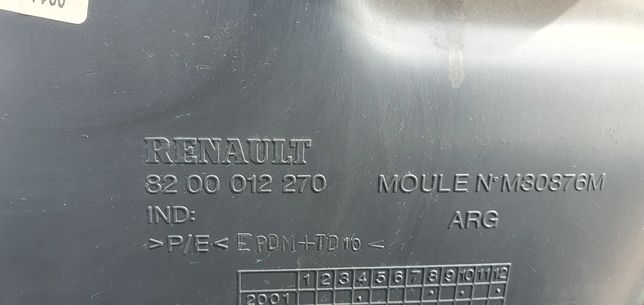 RENAULT
82 00 012 270
MOULE N° M30876M
IND:
ARG
>P/E< EPDM+TD10 <
1 2 3 4 5 6 7 8 9 10 11 12
2001